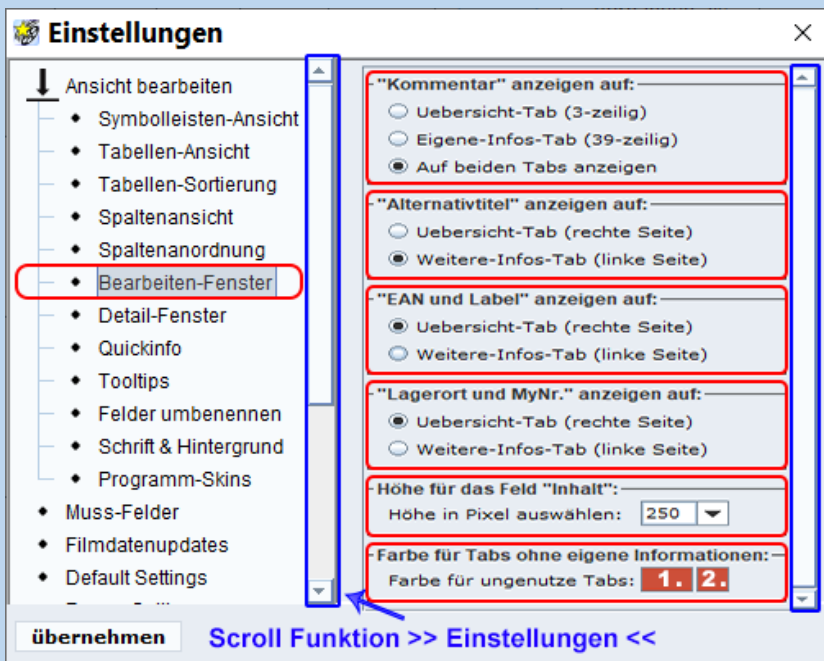 Einstellungen
Ansicht bearbeiten
Symbolleisten-Ansicht
Tabellen-Ansicht
Tabellen-Sortierung
Spaltenansicht
Spaltenanordnung
Bearbeiten-Fenster
Detail-Fenster
Quickinfo
Tooltips
Felder umbenennen
Schrift & Hintergrund
Programm-Skins
Muss-Felder
Filmdatenupdates
Default Settings
"Kommentar" anzeigen auf:
Uebersicht-Tab (3-zeilig)
Eigene-Infos-Tab (39-zeilig)
Auf beiden Tabs anzeigen
"Alternativtitel" anzeigen auf:
Uebersicht-Tab (rechte Seite)
Weitere-Infos-Tab (linke Seite)
"EAN und Label" anzeigen auf:
Uebersicht-Tab (rechte Seite)
Weitere-Infos-Tab (linke Seite)
"Lagerort und MyNr." anzeigen auf:
Uebersicht-Tab (rechte Seite)
Weitere-Infos-Tab (linke Seite)
Höhe für das Feld "Inhalt":
Höhe in Pixel auswählen: 250
Farbe für Tabs ohne eigene Informationen:
Farbe für ungenutze Tabs: 1. 2.
übernehmen
Scroll Funktion >> Einstellungen <<